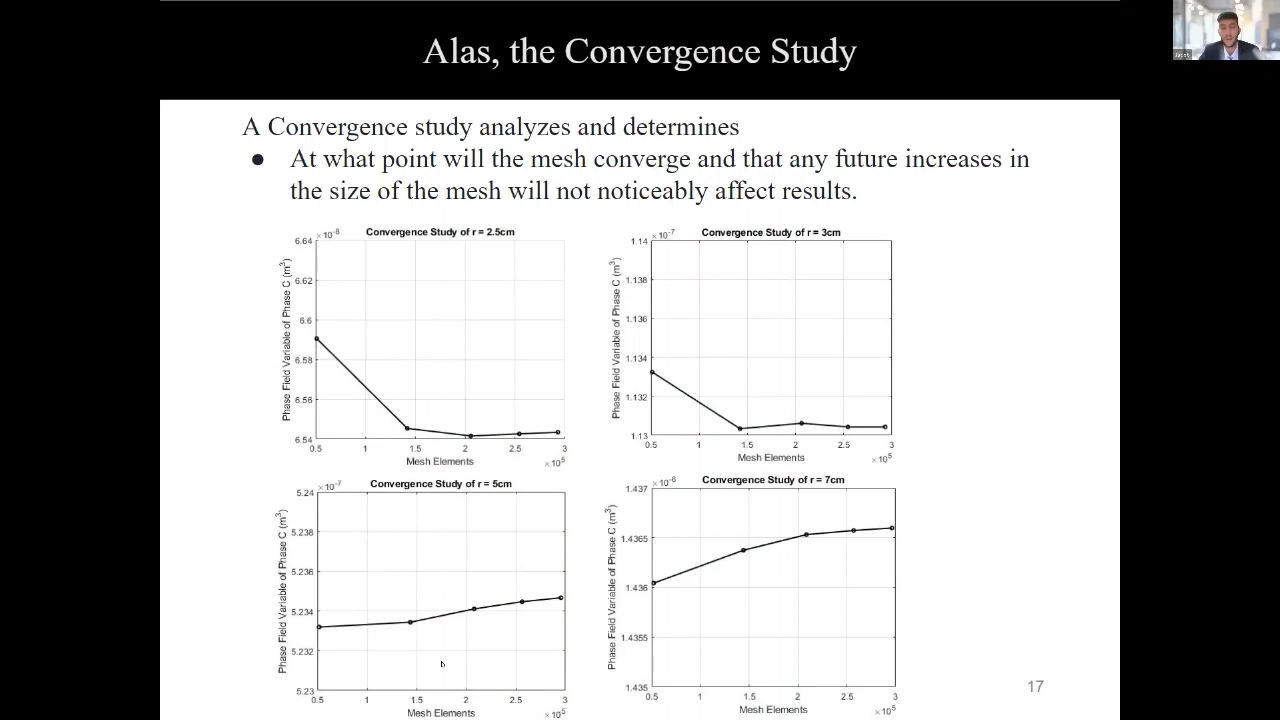 Alas, the Convergence Study
A Convergence study analyzes and determines
● At what point will the mesh converge and that any future increases in
the size of the mesh will not noticeably affect results.
Convergence Study of r = 2.5cm
×10⁻⁸
6.64
6.62
6.6
6.58
6.56
6.54
Phase Field Variable of Phase C (m³)
0.5 1 1.5 2 2.5 3
Mesh Elements
×10⁵
Convergence Study of r = 3cm
×10⁻⁷
1.14
1.138
1.136
1.134
1.132
1.13
Phase Field Variable of Phase C (m³)
0.5 1 1.5 2 2.5 3
Mesh Elements
×10⁵
Convergence Study of r = 5cm
×10⁻⁷
5.24
5.238
5.236
5.234
5.232
5.23
Phase Field Variable of Phase C (m³)
0.5 1 1.5 2 2.5 3
Mesh Elements
×10⁵
Convergence Study of r = 7cm
×10⁻⁶
1.437
1.4365
1.436
1.4355
1.435
Phase Field Variable of Phase C (m³)
0.5 1 1.5 2 2.5 3
Mesh Elements
×10⁵
17